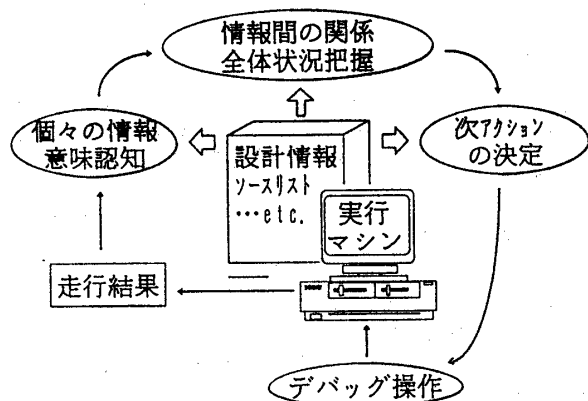 情報間の関係
全体状況把握
個々の情報
意味認知
設計情報
ソースリスト
…etc.
次アクション
の決定
実行
マシン
走行結果
デバッグ操作